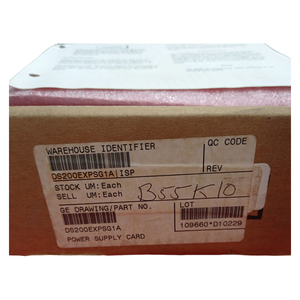 WAREHOUSE IDENTIFIER
QC CODE
DS200EXPSG1A ISP
REV
STOCK UM: Each
SELL UM: Each
B55K10
GE DRAWING/PART NO.
LOT
DS200EXPSG1A
109660*D10229
POWER SUPPLY CARD